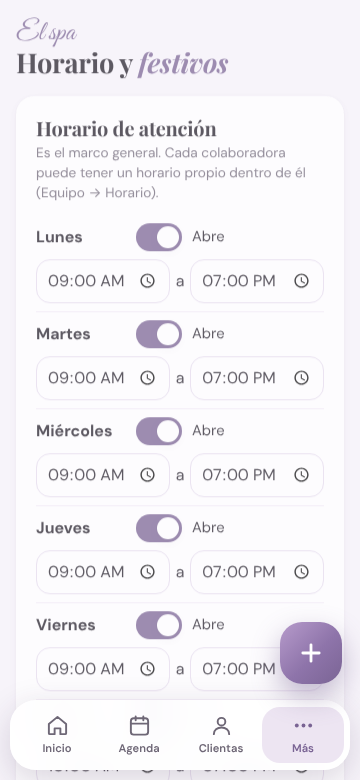 El spa
Horario y festivos
Horario de atención
Es el marco general. Cada colaboradora
puede tener un horario propio dentro de él
(Equipo → Horario).
Lunes Abre
09:00 AM a 07:00 PM
Martes Abre
09:00 AM a 07:00 PM
Miércoles Abre
09:00 AM a 07:00 PM
Jueves Abre
09:00 AM a 07:00 PM
Viernes Abre
09:00 AM a 07:00 PM
Inicio Agenda Clientas Más